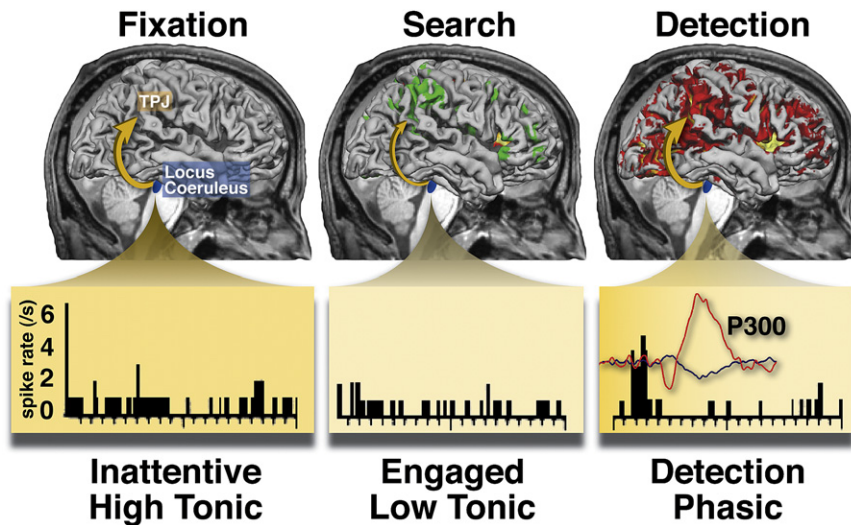 Fixation
Search
Detection
TPJ
Locus
Coeruleus
spike rate (/s)
6
4
2
0
P300
Inattentive
High Tonic
Engaged
Low Tonic
Detection
Phasic